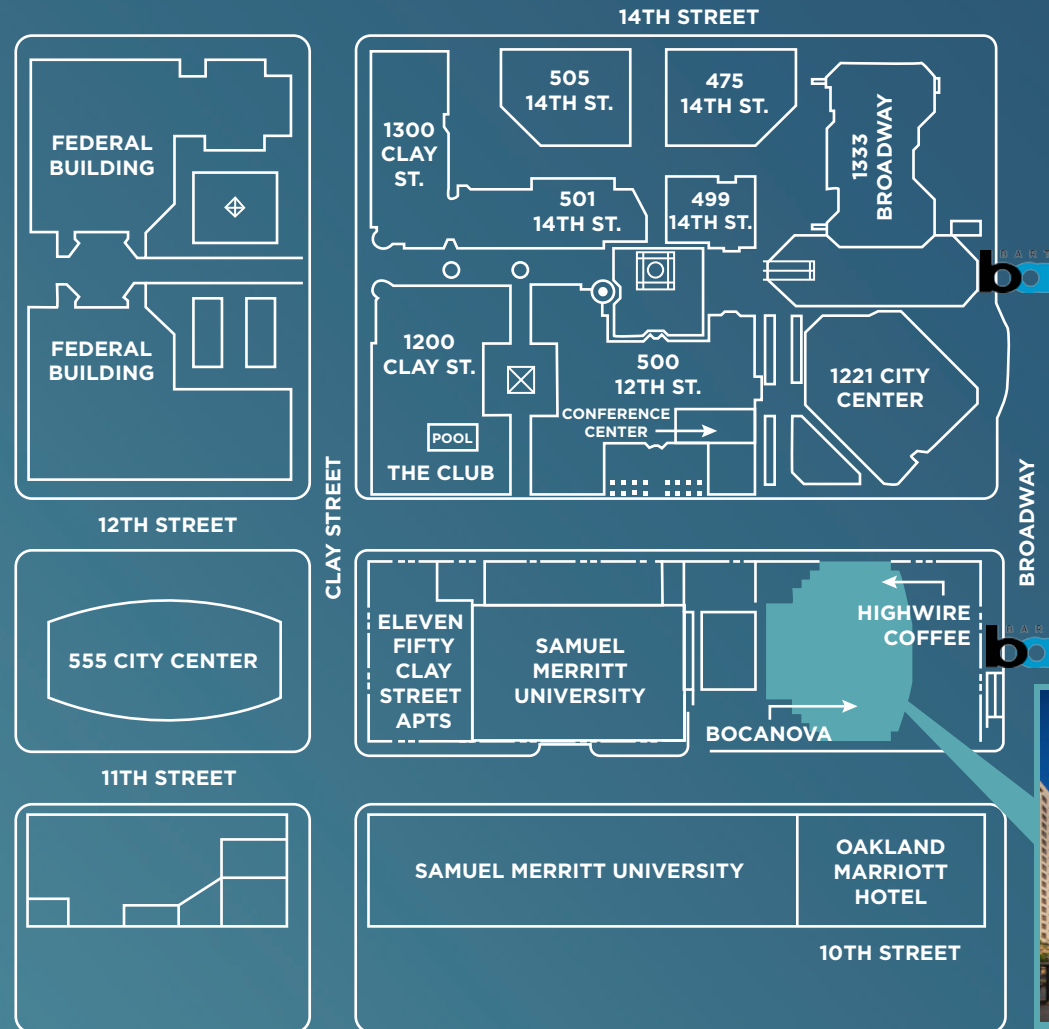 14TH STREET
FEDERAL
BUILDING
1300
CLAY
ST.
505
14TH ST.
475
14TH ST.
1333
BROADWAY
501
14TH ST.
499
14TH ST.
FEDERAL
BUILDING
1200
CLAY ST.
500
12TH ST.
1221 CITY
CENTER
CONFERENCE
CENTER
POOL
THE CLUB
CLAY STREET
BROADWAY
12TH STREET
555 CITY CENTER
ELEVEN
FIFTY
CLAY
STREET
APTS
SAMUEL
MERRITT
UNIVERSITY
HIGHWIRE
COFFEE
BOCANOVA
11TH STREET
SAMUEL MERRITT UNIVERSITY
OAKLAND
MARRIOTT
HOTEL
10TH STREET